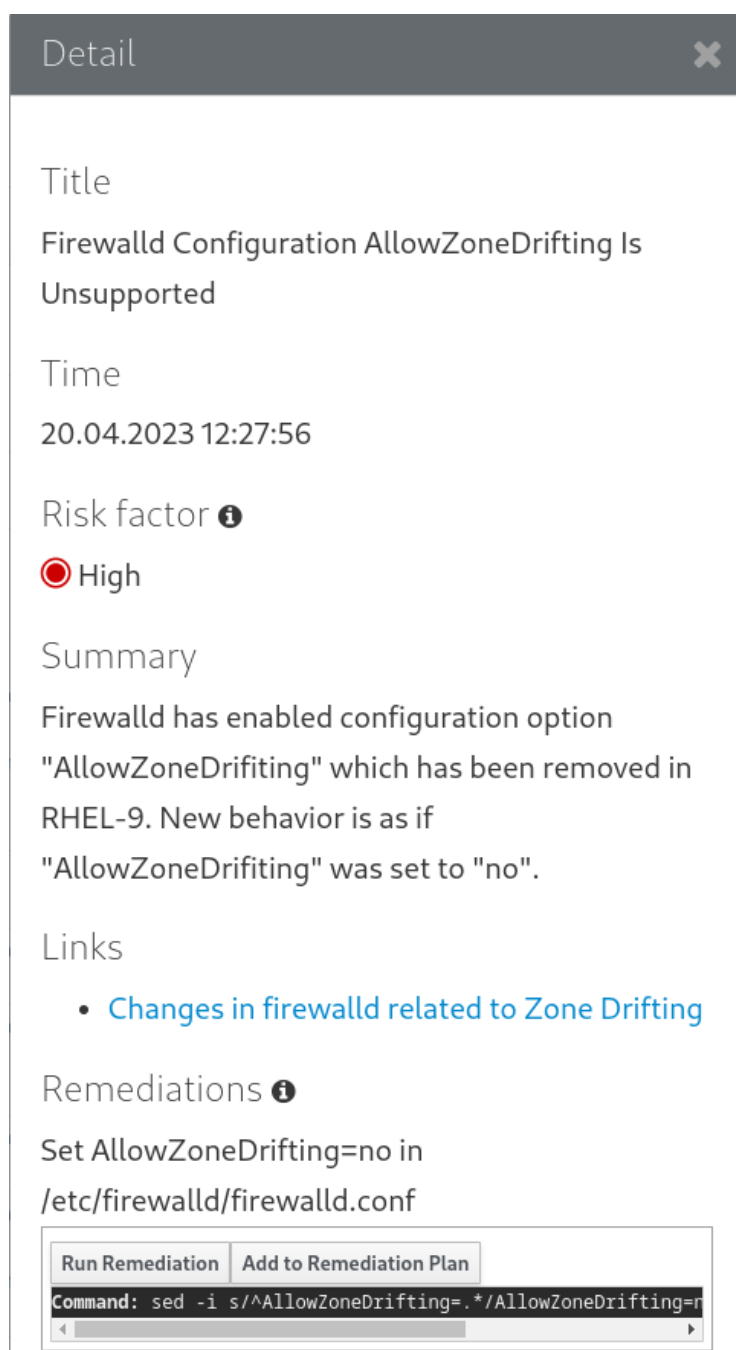 Detail
Title
Firewalld Configuration AllowZoneDrifting Is
Unsupported
Time
20.04.2023 12:27:56
Risk factor
High
Summary
Firewalld has enabled configuration option
"AllowZoneDrifiting" which has been removed in
RHEL-9. New behavior is as if
"AllowZoneDrifiting" was set to "no".
Links
• Changes in firewalld related to Zone Drifting
Remediations
Set AllowZoneDrifting=no in
/etc/firewalld/firewalld.conf
Run Remediation Add to Remediation Plan
Command: sed -i s/^AllowZoneDrifting=.*/AllowZoneDrifting=n